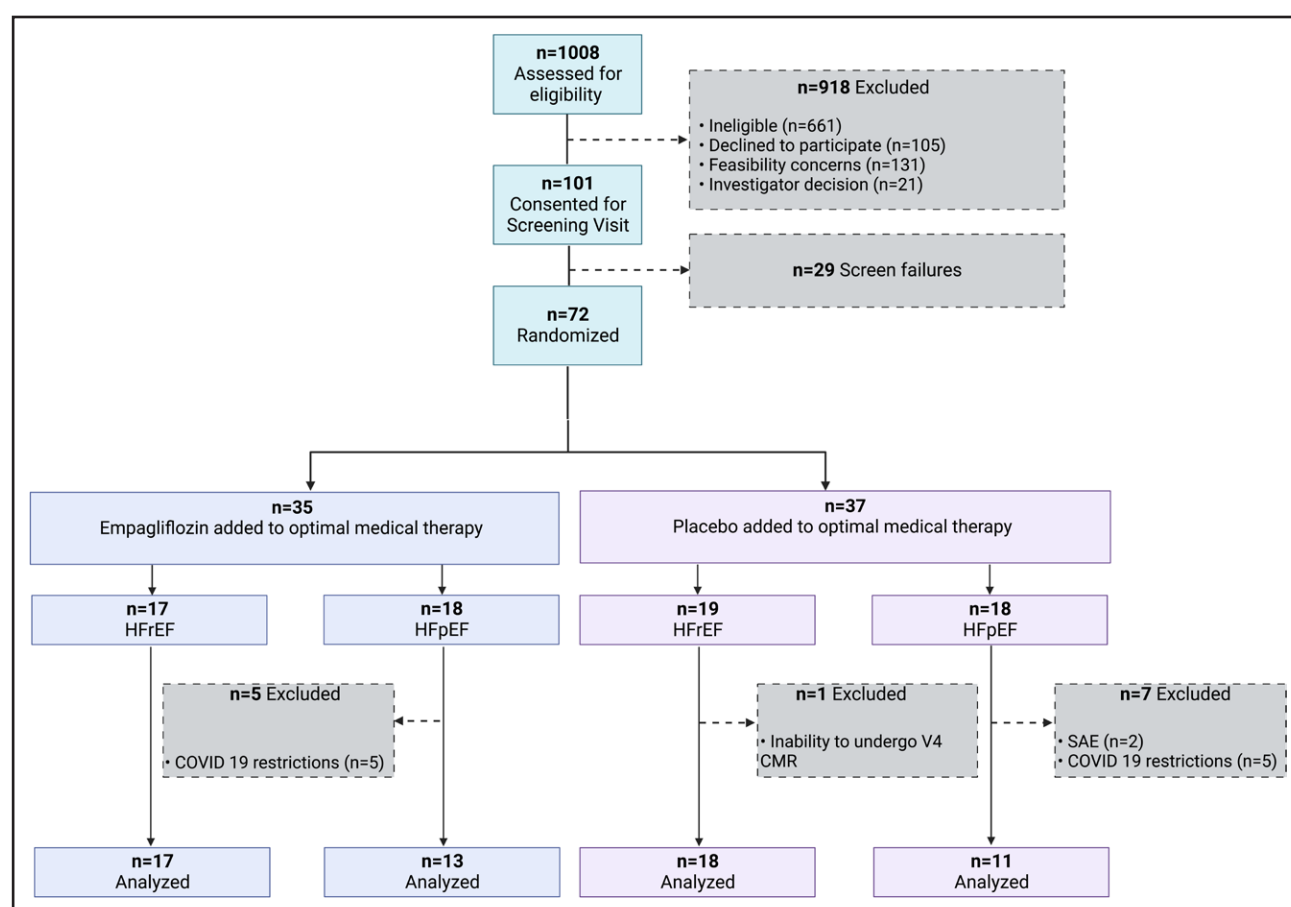 n=1008
Assessed for
eligibility
n=918 Excluded
• Ineligible (n=661)
• Declined to participate (n=105)
• Feasibility concerns (n=131)
• Investigator decision (n=21)
n=101
Consented for
Screening Visit
n=29 Screen failures
n=72
Randomized
n=35
Empagliflozin added to optimal medical therapy
n=37
Placebo added to optimal medical therapy
n=17
HFrEF
n=18
HFpEF
n=19
HFrEF
n=18
HFpEF
n=5 Excluded
• COVID 19 restrictions (n=5)
n=1 Excluded
• Inability to undergo V4
CMR
n=7 Excluded
• SAE (n=2)
• COVID 19 restrictions (n=5)
n=17
Analyzed
n=13
Analyzed
n=18
Analyzed
n=11
Analyzed